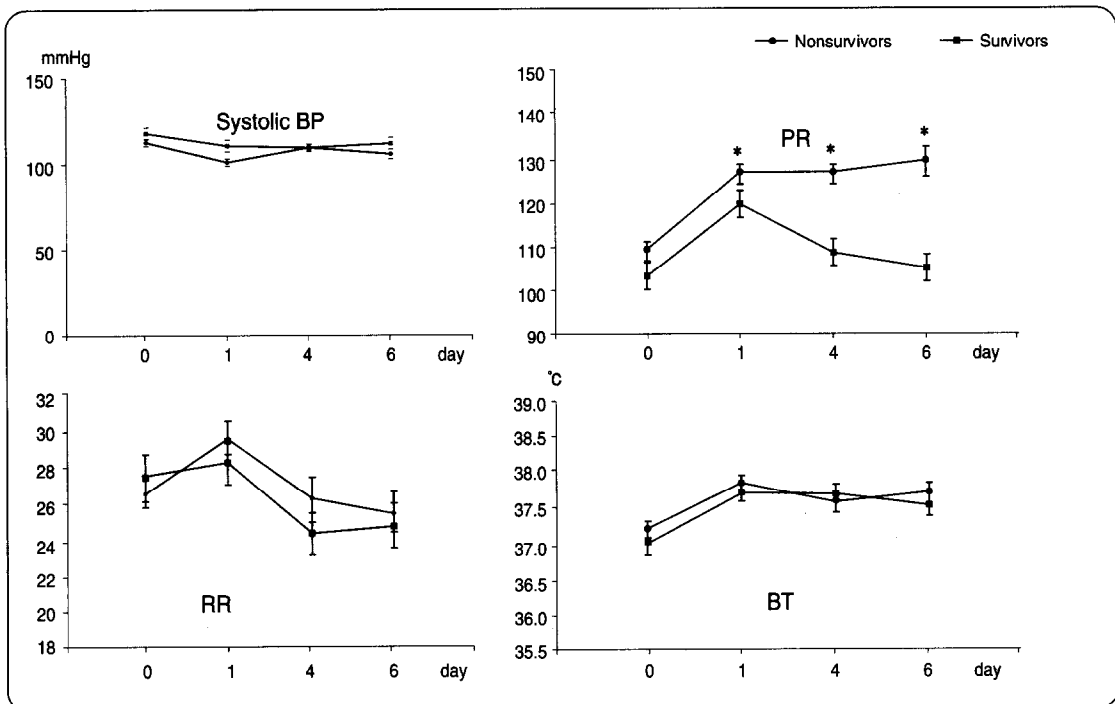 Nonsurvivors Survivors
mmHg
150
100
50
0
Systolic BP
0 1 4 6 day
150
140
130
120
110
100
90
PR
* * *
0 1 4 6 day
32
30
28
26
24
22
20
18
RR
0 1 4 6 day
°C
39.0
38.5
38.0
37.5
37.0
36.5
36.0
35.5
BT
0 1 4 6 day